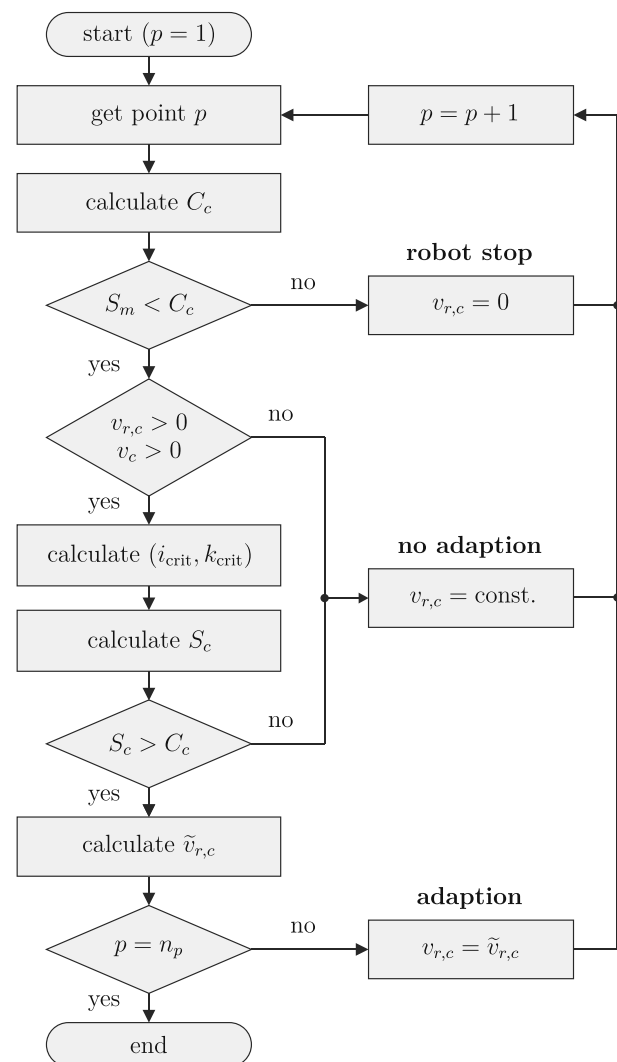 start (p = 1)
get point p
p = p + 1
calculate C_c
robot stop
S_m < C_c
no
v_{r,c} = 0
yes
v_{r,c} > 0
v_c > 0
no
yes
calculate (i_crit, k_crit)
no adaption
v_{r,c} = const.
calculate S_c
S_c > C_c
no
yes
calculate ṽ_{r,c}
adaption
p = n_p
no
v_{r,c} = ṽ_{r,c}
yes
end